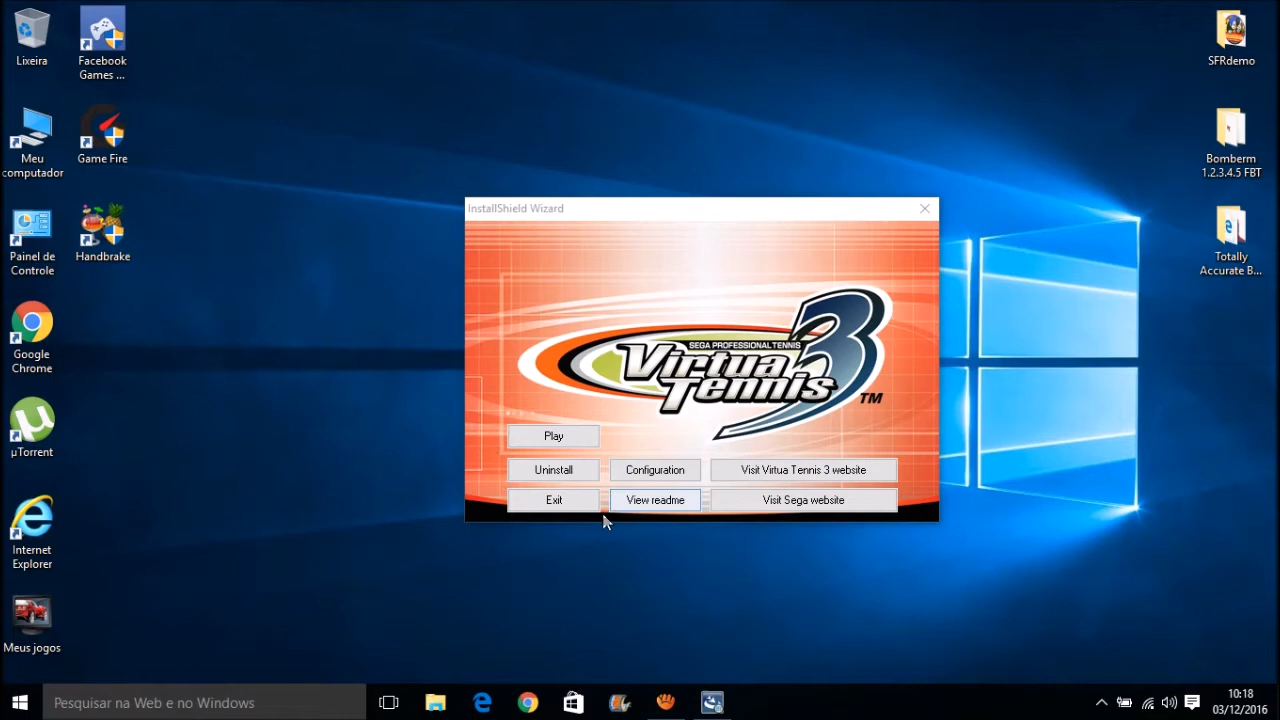 Lixeira
Facebook
Games ...
Meu
computador
Game Fire
Painel de
Controle
Handbrake
Google
Chrome
µTorrent
Internet
Explorer
Meus jogos
InstallShield Wizard
SEGA PROFESSIONAL TENNIS
Virtua
Tennis 3 TM
Play
Uninstall
Configuration
Visit Virtua Tennis 3 website
Exit
View readme
Visit Sega website
SFRdemo
Bomberm
1.2.3.4.5 FBT
Totally
Accurate B...
Pesquisar na Web e no Windows
10:18
03/12/2016